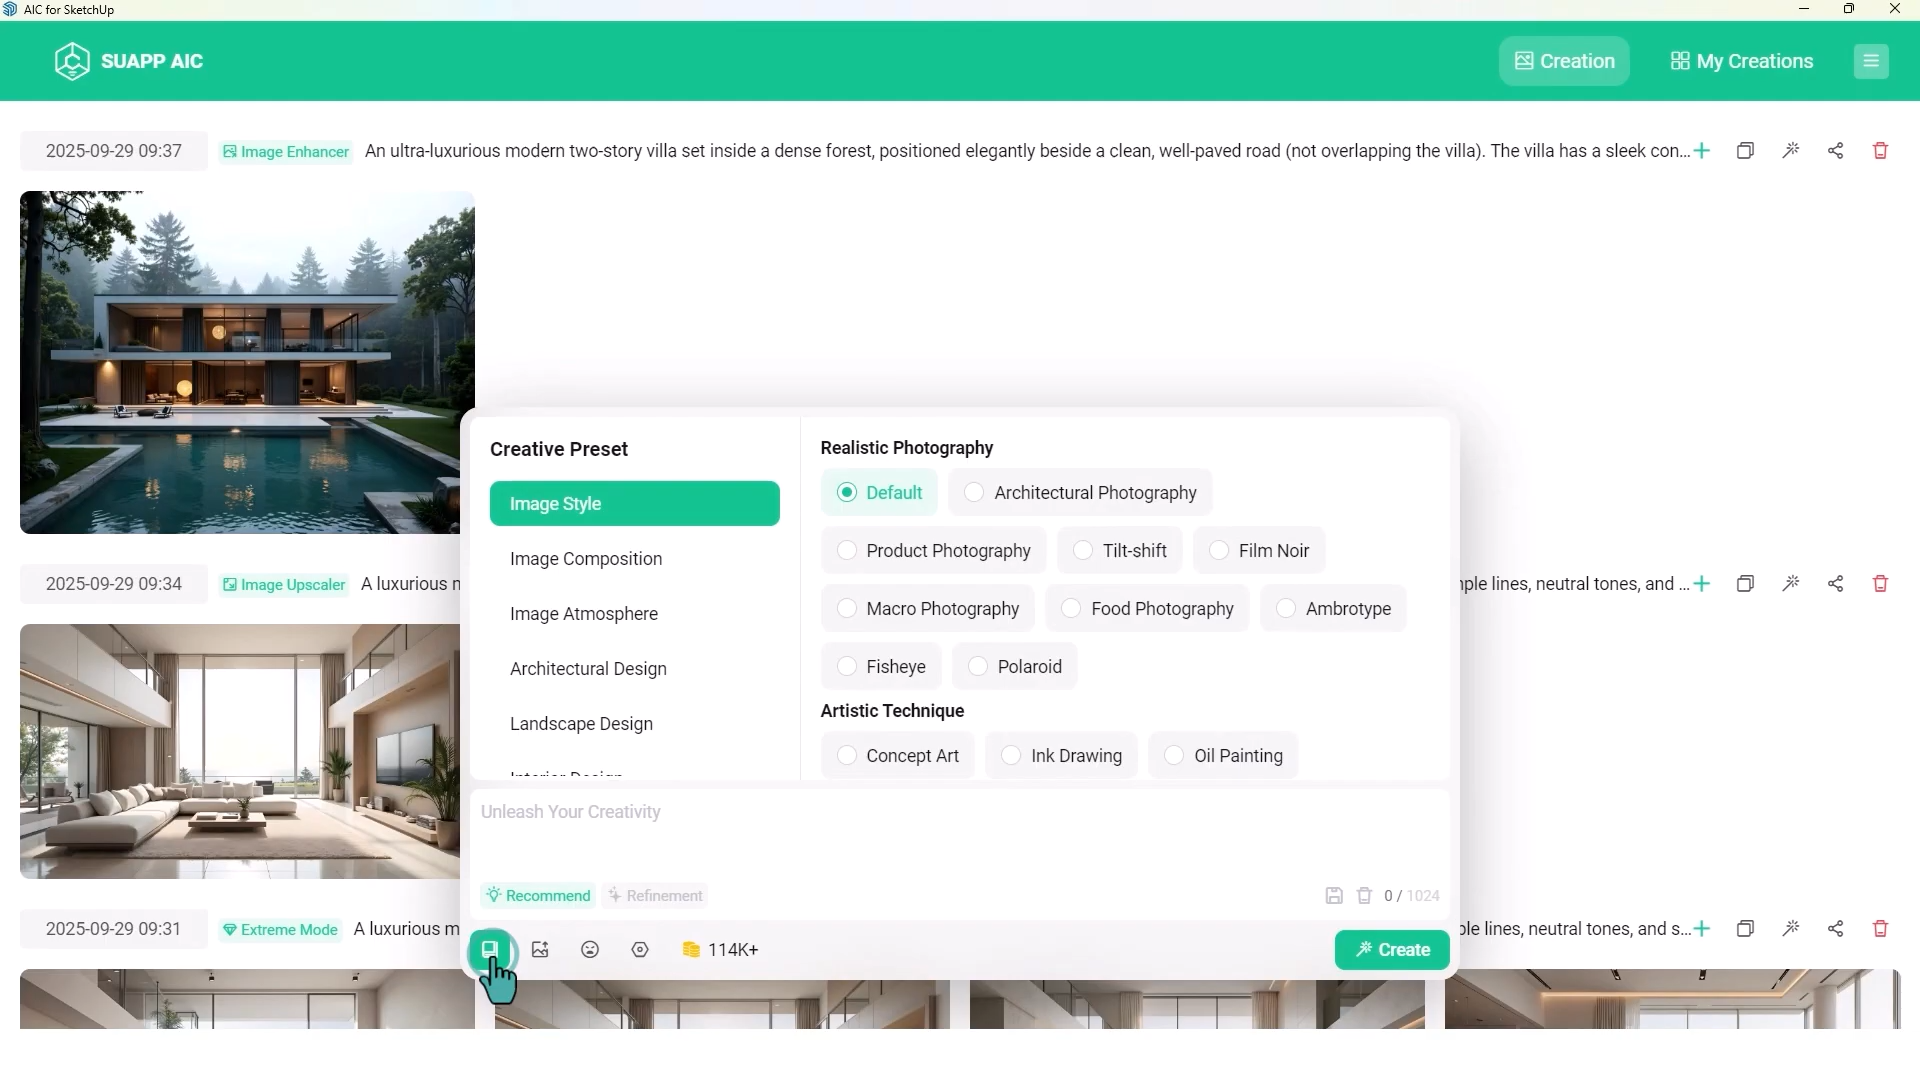 AIC for SketchUp
SUAPP AIC
Creation
My Creations
2025-09-29 09:37
Image Enhancer
An ultra-luxurious modern two-story villa set inside a dense forest, positioned elegantly beside a clean, well-paved road (not overlapping the villa). The villa has a sleek con...
2025-09-29 09:34
Image Upscaler
A luxurious
lines, neutral tones, and ...
Creative Preset
Image Style
Image Composition
Image Atmosphere
Architectural Design
Landscape Design
Realistic Photography
Default
Architectural Photography
Product Photography
Tilt-shift
Film Noir
Macro Photography
Food Photography
Ambrotype
Fisheye
Polaroid
Artistic Technique
Concept Art
Ink Drawing
Oil Painting
Unleash Your Creativity
Recommend
Refinement
0 / 1024
2025-09-29 09:31
Extreme Mode
A luxurious
lines, neutral tones, and s...
114K+
Create